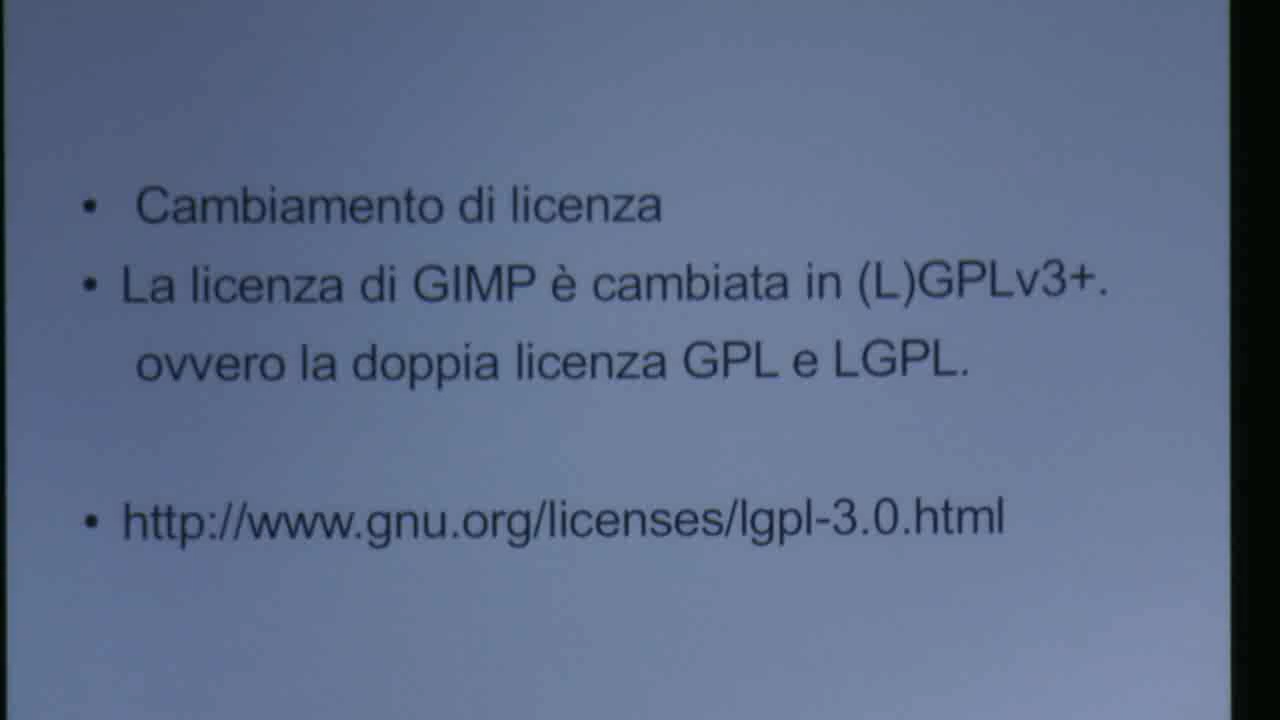 • Cambiamento di licenza
• La licenza di GIMP è cambiata in (L)GPLv3+.
ovvero la doppia licenza GPL e LGPL.
• http://www.gnu.org/licenses/lgpl-3.0.html